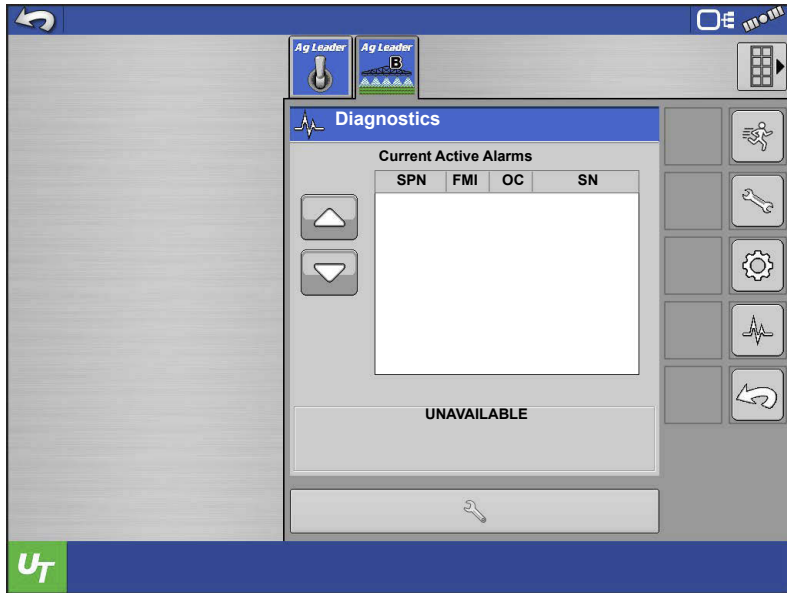 Ag Leader
Ag Leader
B
Diagnostics
Current Active Alarms
SPN FMI OC SN
UNAVAILABLE
UT